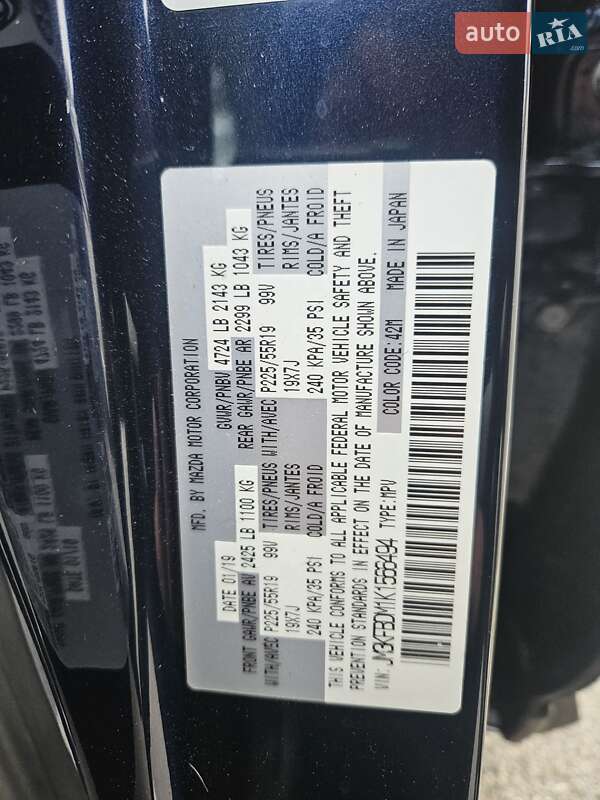 auto RIA.com
MFD. BY MAZDA MOTOR CORPORATION
DATE 01/19 GVWR/PNBV 4724 LB 2143 KG
FRONT GAWR/PNBE AV 2425 LB 1100 KG REAR GAWR/PNBE AR 2299 LB 1043 KG
WITH/AVEC P225/55R19 99V TIRES/PNEUS WITH/AVEC P225/55R19 99V TIRES/PNEUS
19X7J RIMS/JANTES 19X7J RIMS/JANTES
240 KPA/35 PSI COLD/A FROID 240 KPA/35 PSI COLD/A FROID
THIS VEHICLE CONFORMS TO ALL APPLICABLE FEDERAL MOTOR VEHICLE SAFETY AND THEFT
PREVENTION STANDARDS IN EFFECT ON THE DATE OF MANUFACTURE SHOWN ABOVE.
VIN: JM3KFBDM1K1566494 TYPE:MPV COLOR CODE:42M MADE IN JAPAN